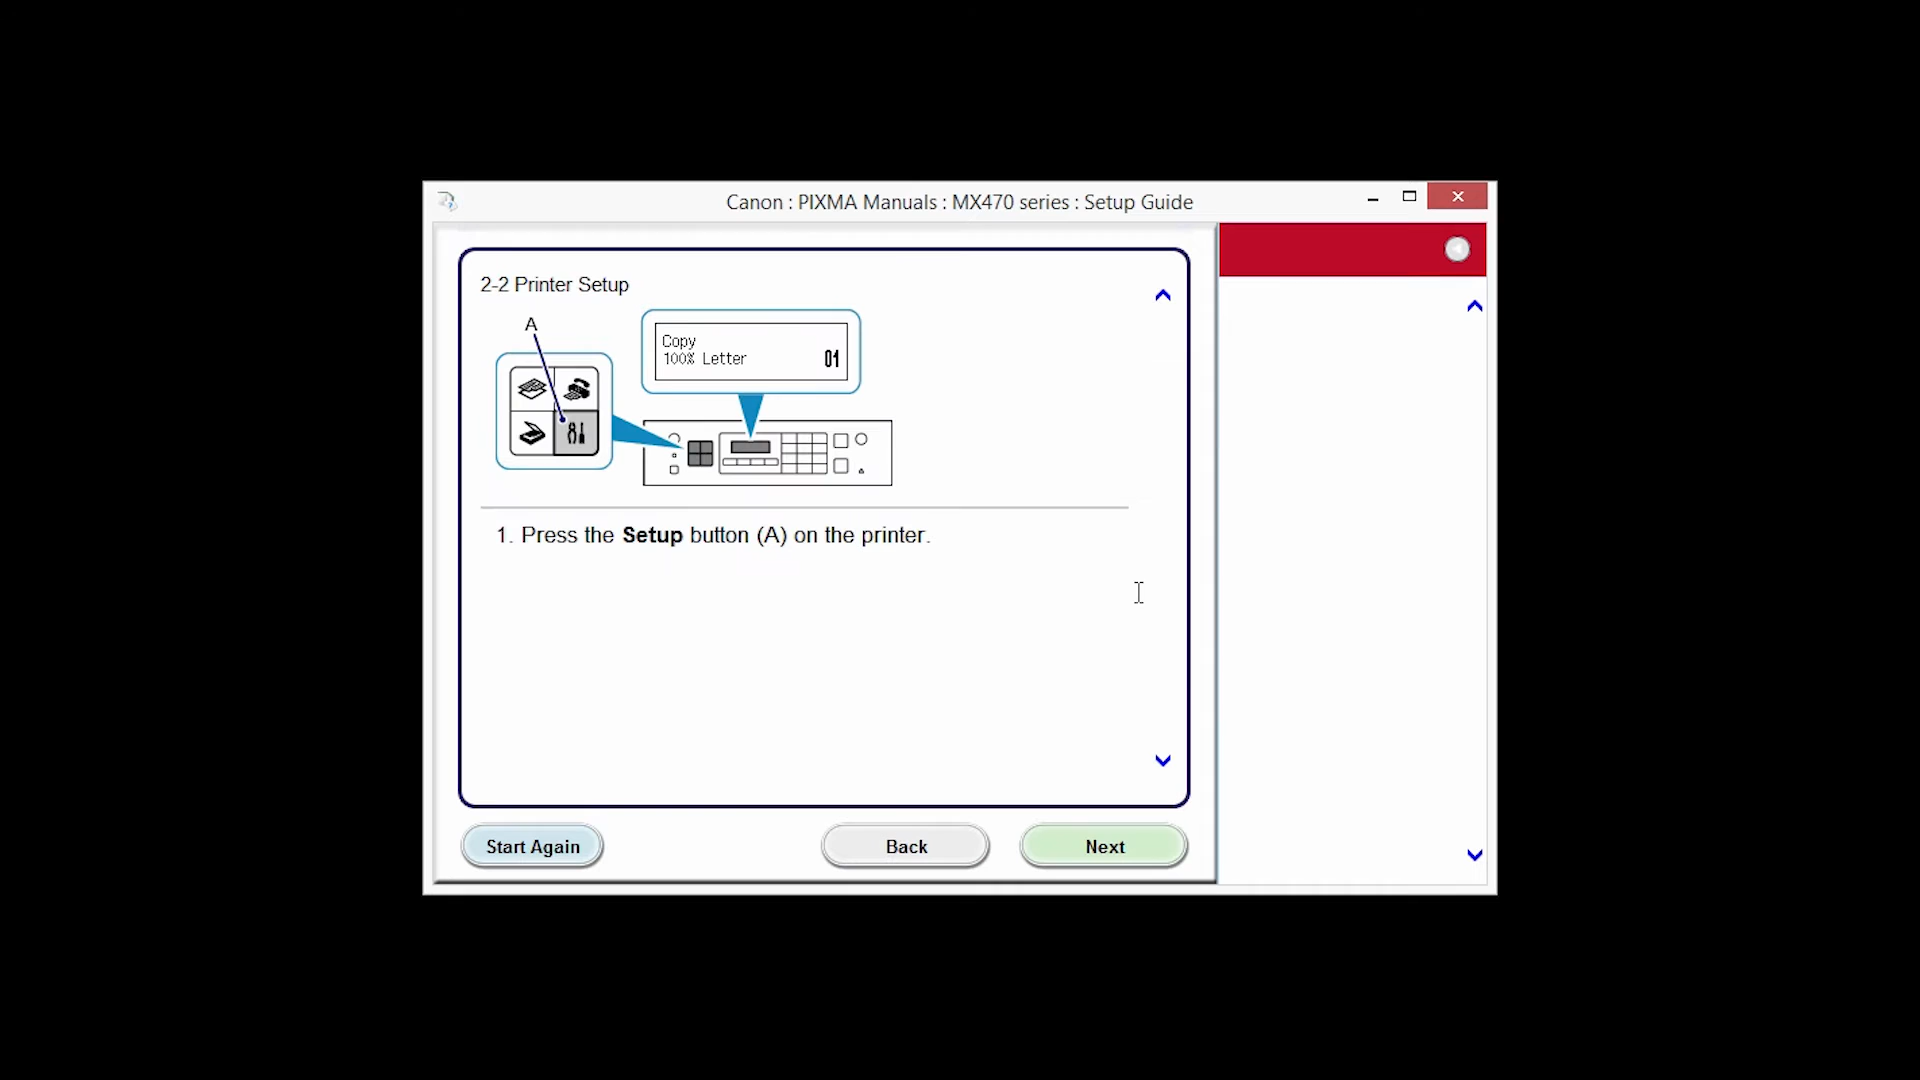 Canon : PIXMA Manuals : MX470 series : Setup Guide
2-2 Printer Setup
A
Copy
100% Letter 01
1. Press the Setup button (A) on the printer.
Start Again
Back
Next